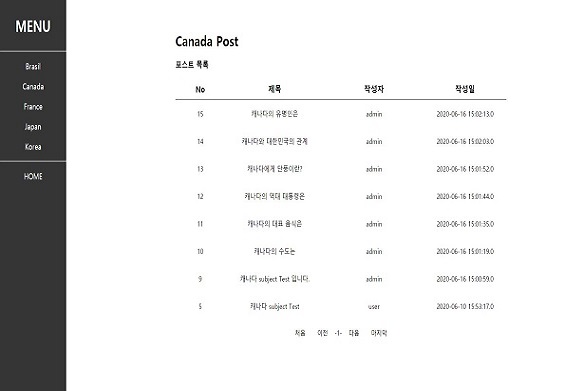 MENU
Brasil
Canada
France
Japan
Korea
HOME
Canada Post
포스트 목록
No 제목 작성자 작성일
15 캐나다의 유명인은 admin 2020-06-16 15:02:13.0
14 캐나다와 대한민국의 관계 admin 2020-06-16 15:02:03.0
13 캐나다에게 단풍이란? admin 2020-06-16 15:01:52.0
12 캐나다의 역대 대통령은 admin 2020-06-16 15:01:44.0
11 캐나다의 대표 음식은 admin 2020-06-16 15:01:35.0
10 캐나다의 수도는 admin 2020-06-16 15:01:19.0
9 캐나다 subject Test 입니다. admin 2020-06-16 15:00:59.0
5 캐나다 subject Test user 2020-06-10 15:53:17.0
처음 이전 -1- 다음 마지막